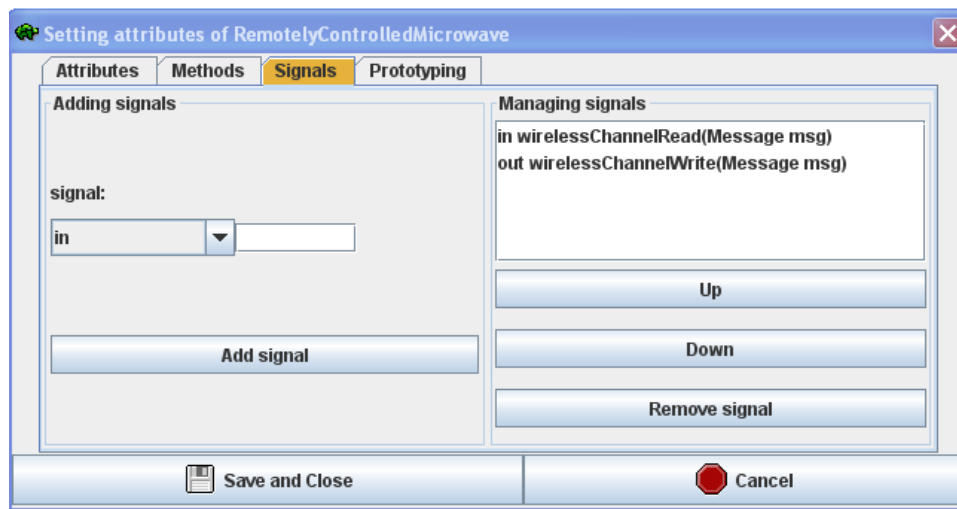 Setting attributes of RemotelyControlledMicrowave
Attributes Methods Signals Prototyping
Adding signals
signal:
in
Add signal
Managing signals
in wirelessChannelRead(Message msg)
out wirelessChannelWrite(Message msg)
Up
Down
Remove signal
Save and Close
Cancel